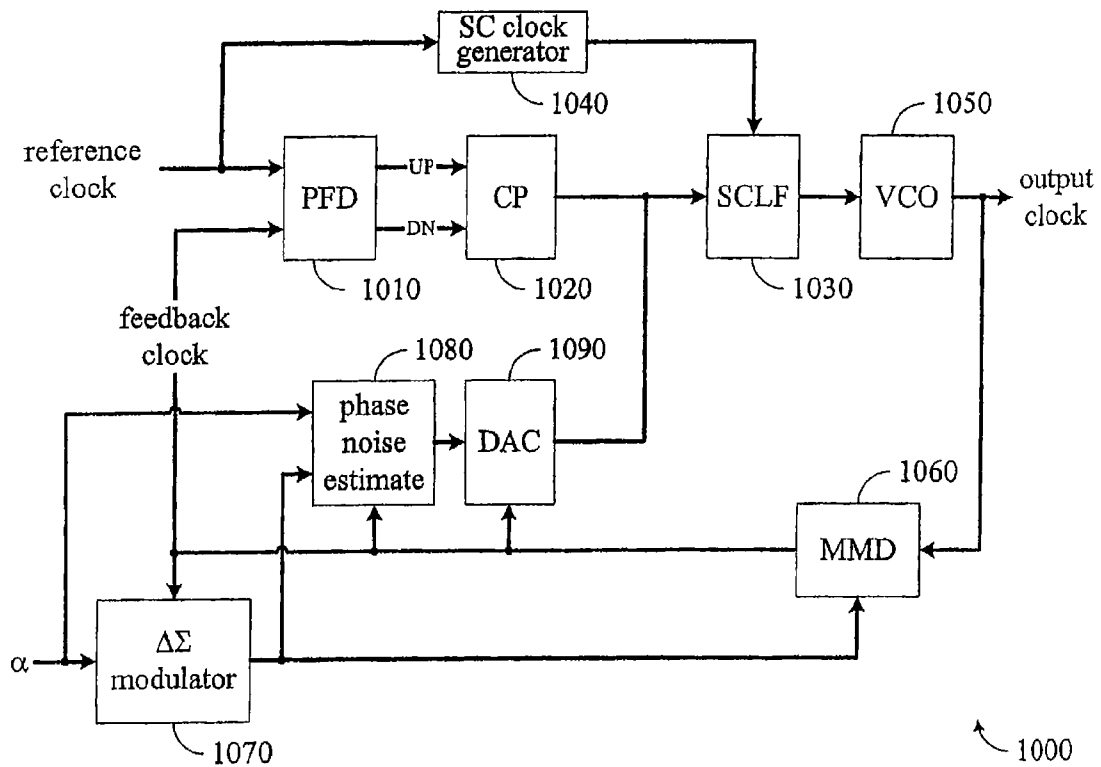 SC clock
generator
1040
1050
reference
clock
UP
DN
PFD
CP
SCLF
VCO
output
clock
1010
1020
1030
feedback
clock
1080
1090
phase
noise
estimate
DAC
1060
MMD
α
ΔΣ
modulator
1070
1000